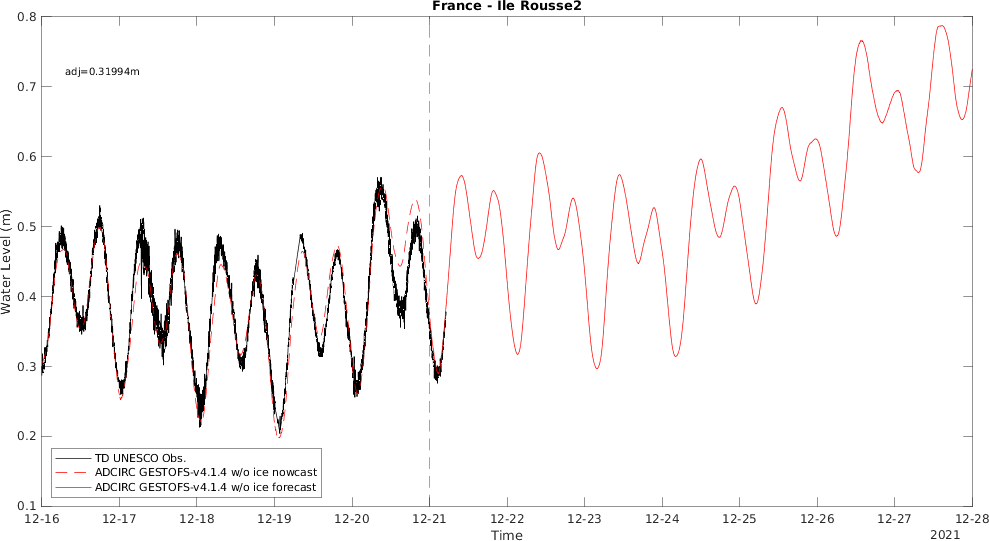 France - Ile Rousse2
adj=0.31994m
Water Level (m)
0.8
0.7
0.6
0.5
0.4
0.3
0.2
0.1
TD UNESCO Obs.
ADCIRC GESTOFS-v4.1.4 w/o ice nowcast
ADCIRC GESTOFS-v4.1.4 w/o ice forecast
12-16 12-17 12-18 12-19 12-20 12-21 12-22 12-23 12-24 12-25 12-26 12-27 12-28
Time
2021